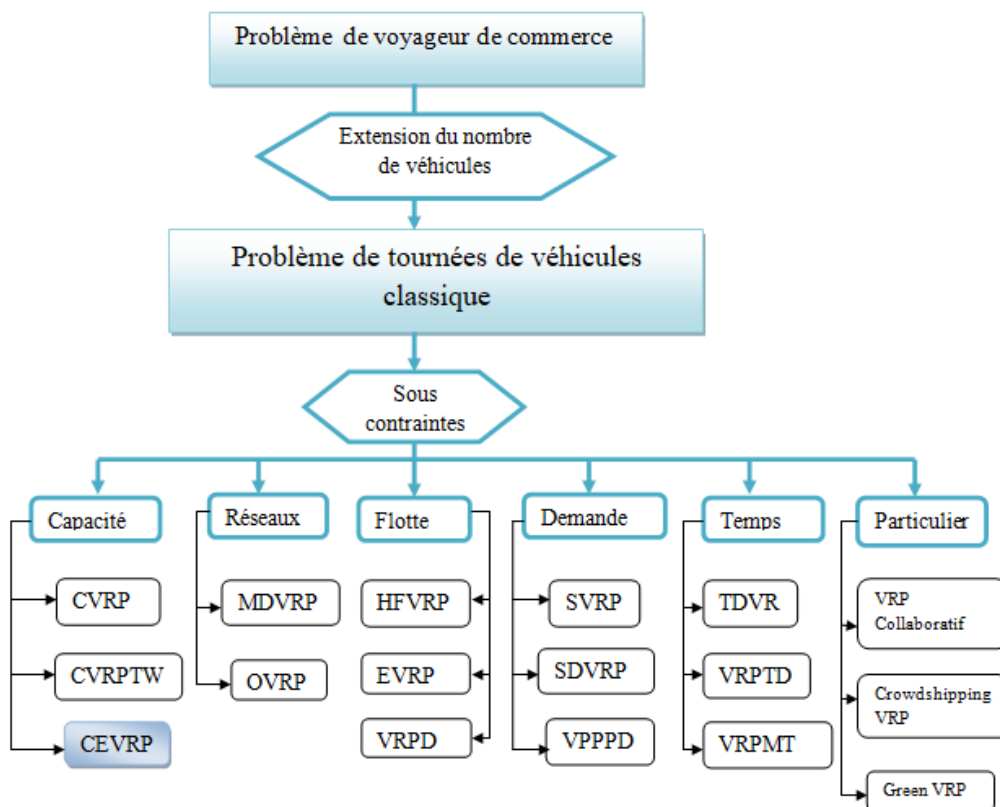 Problème de voyageur de commerce
Extension du nombre
de véhicules
Problème de tournées de véhicules
classique
Sous
contraintes
Capacité
Réseaux
Flotte
Demande
Temps
Particulier
CVRP
MDVRP
HFVRP
SVRP
TDVR
VRP
Collaboratif
CVRPTW
OVRP
EVRP
SDVRP
VRPTD
Crowdshipping
VRP
CEVRP
VRPD
VPPPD
VRPMT
Green VRP